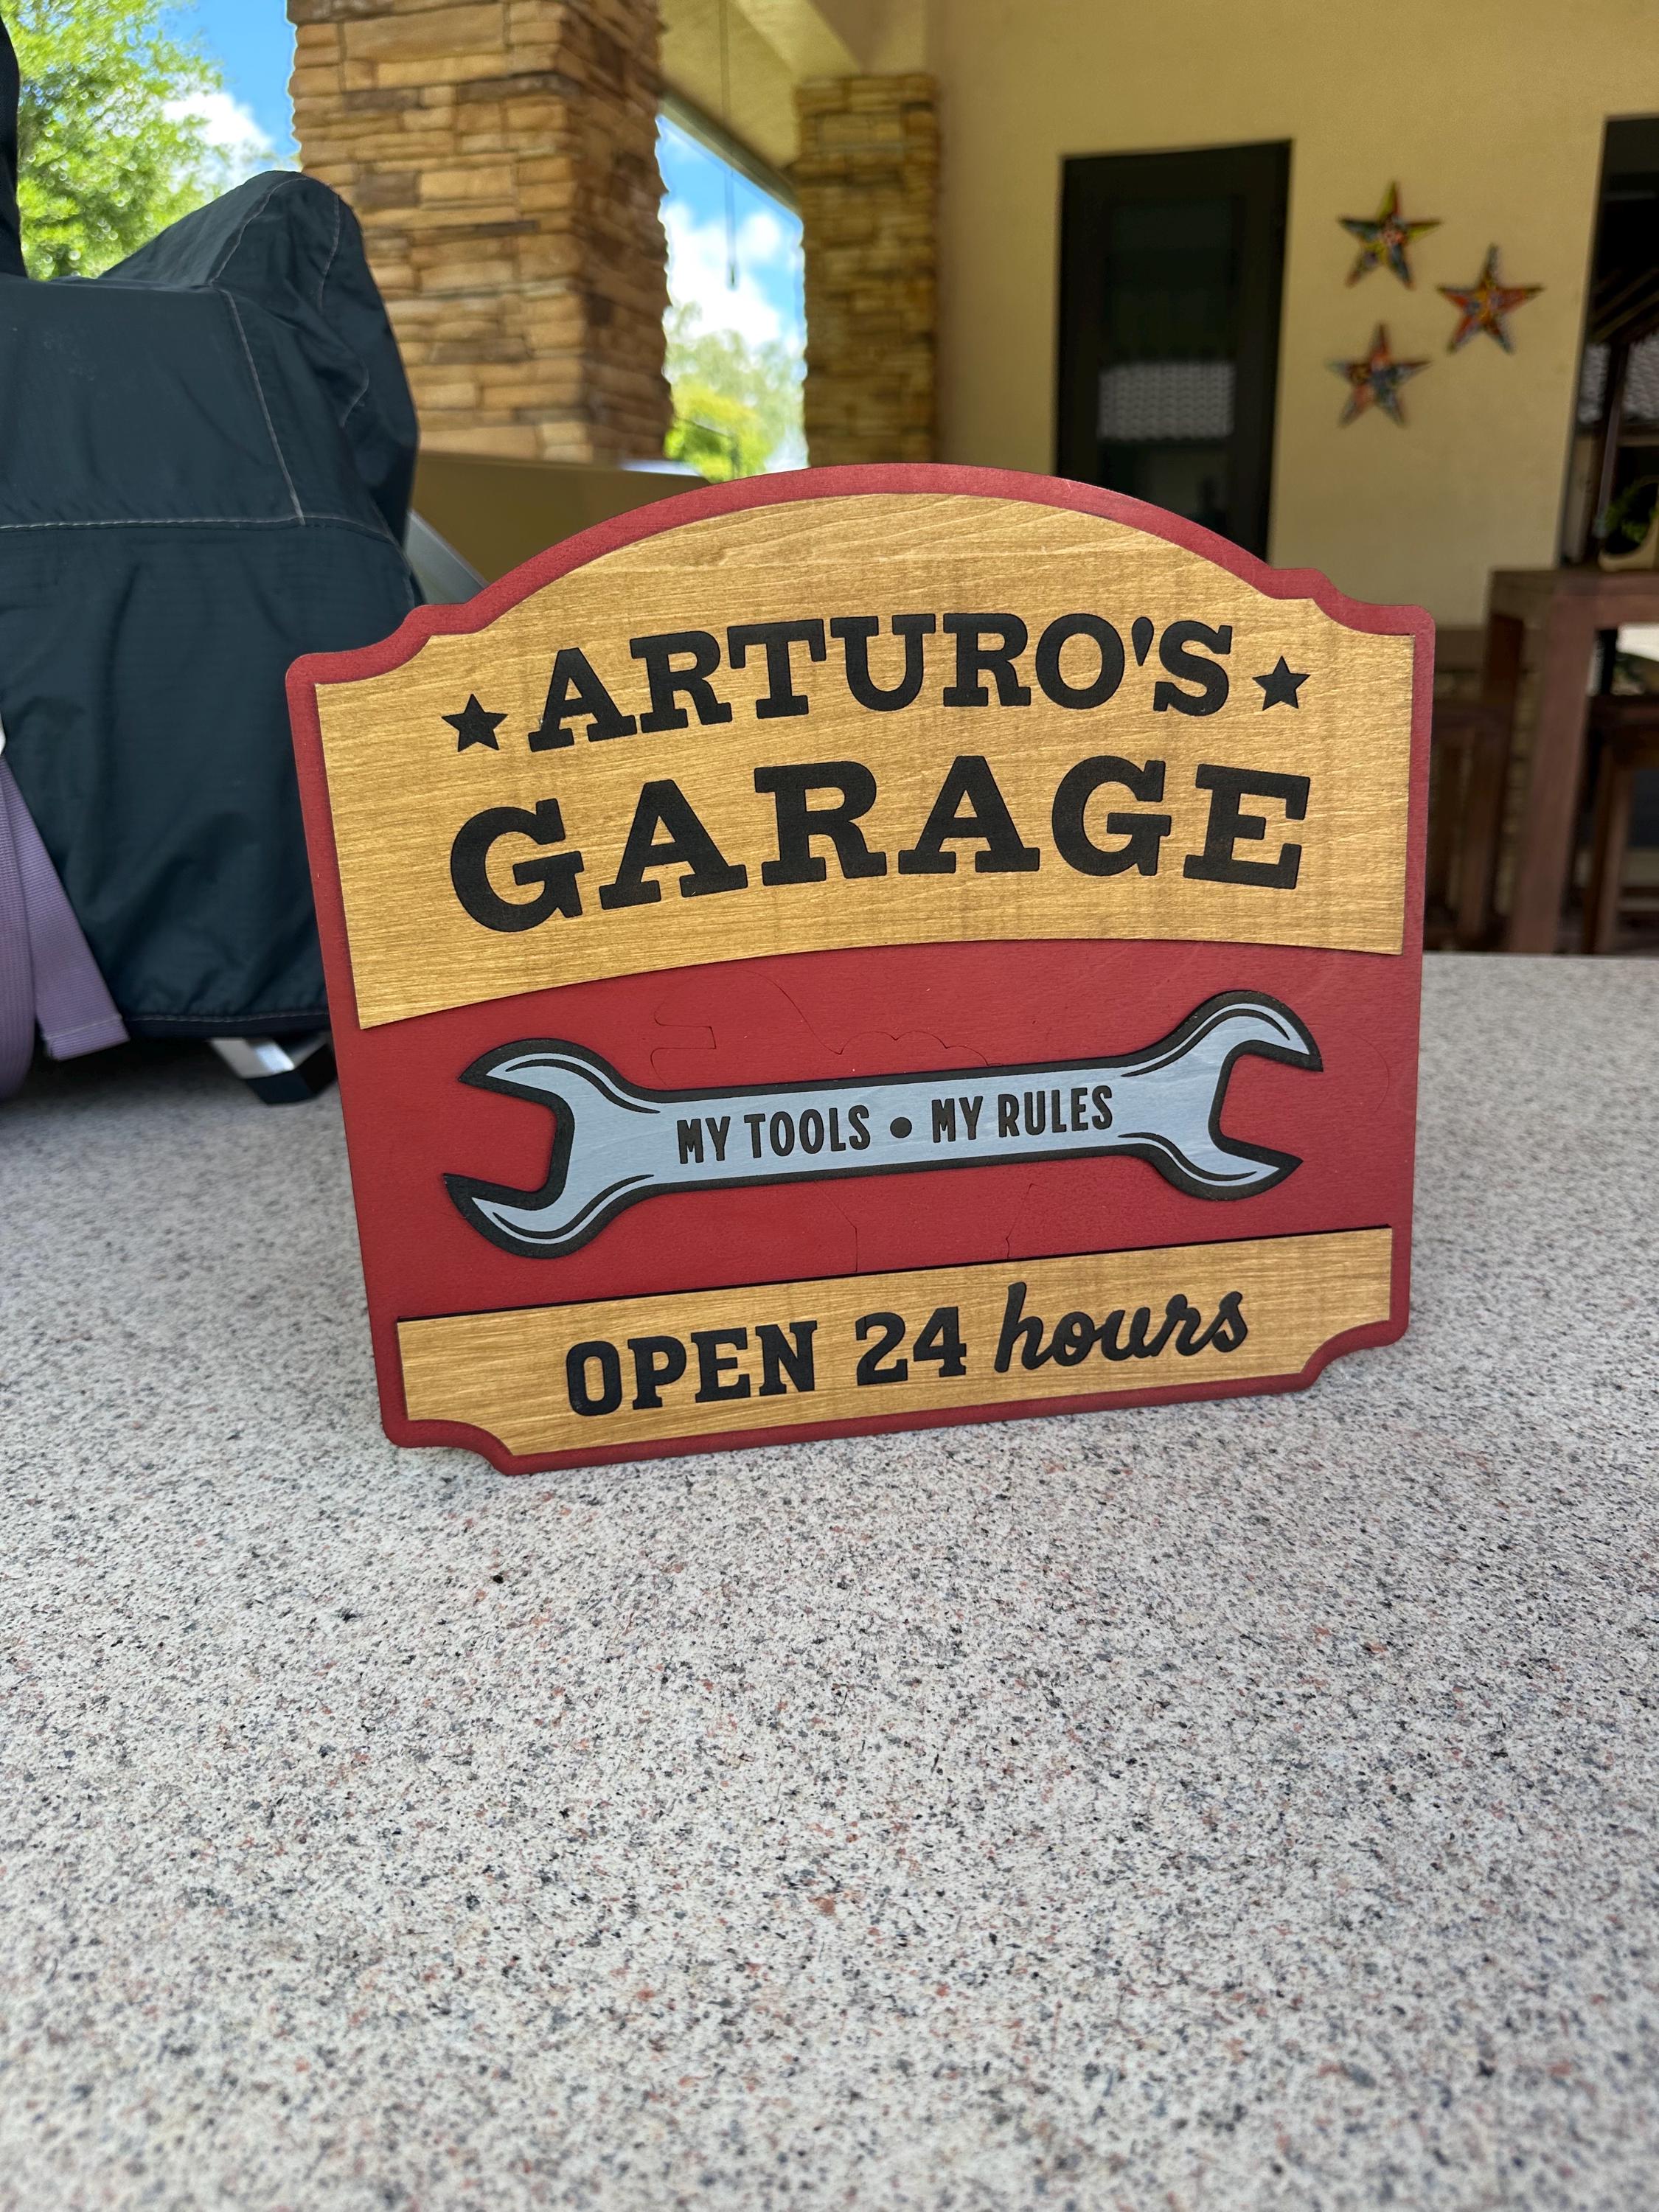 ★ARTURO'S★
GARAGE
MY TOOLS • MY RULES
OPEN 24 hours